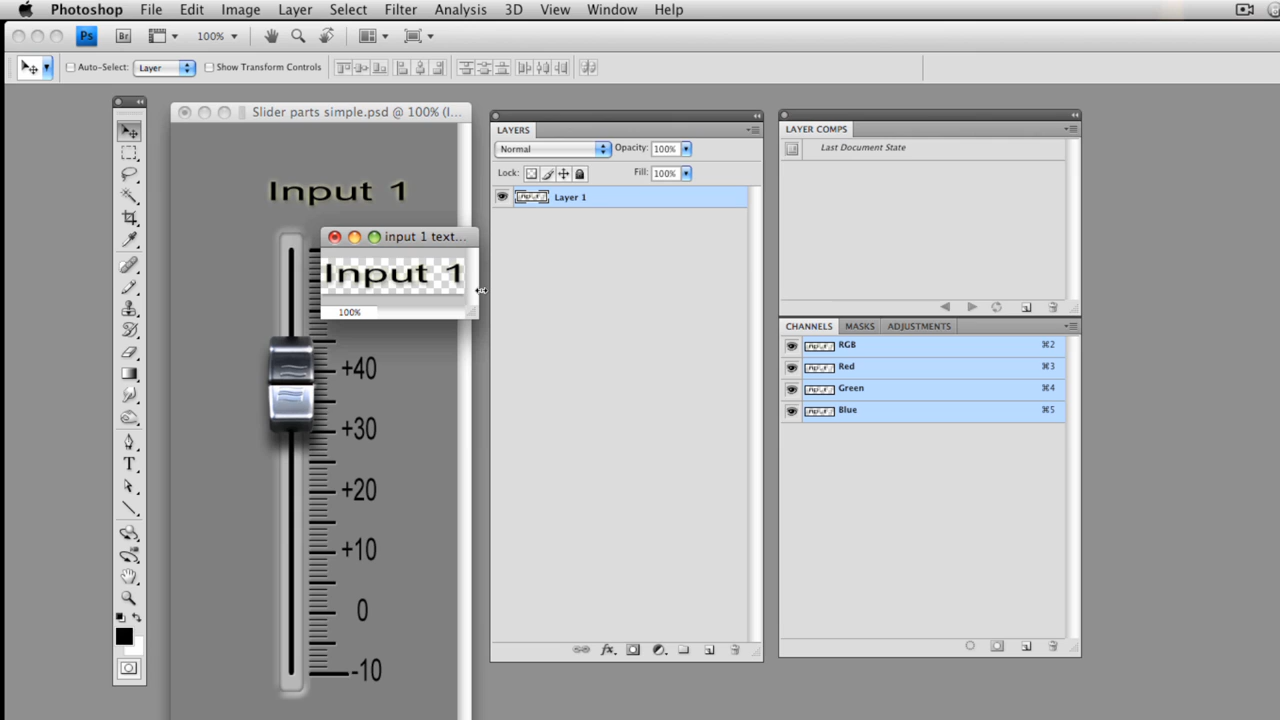 Photoshop File Edit Image Layer Select Filter Analysis 3D View Window Help
Ps Br 100%
Auto-Select: Layer Show Transform Controls
Slider parts simple.psd @ 100% (I...
Input 1
input 1 text...
Input 1
100%
+40
+30
+20
+10
0
-10
LAYERS
Normal Opacity: 100%
Lock: Fill: 100%
Layer 1
fx.
LAYER COMPS
Last Document State
CHANNELS MASKS ADJUSTMENTS
RGB ⌘2
Red ⌘3
Green ⌘4
Blue ⌘5
T